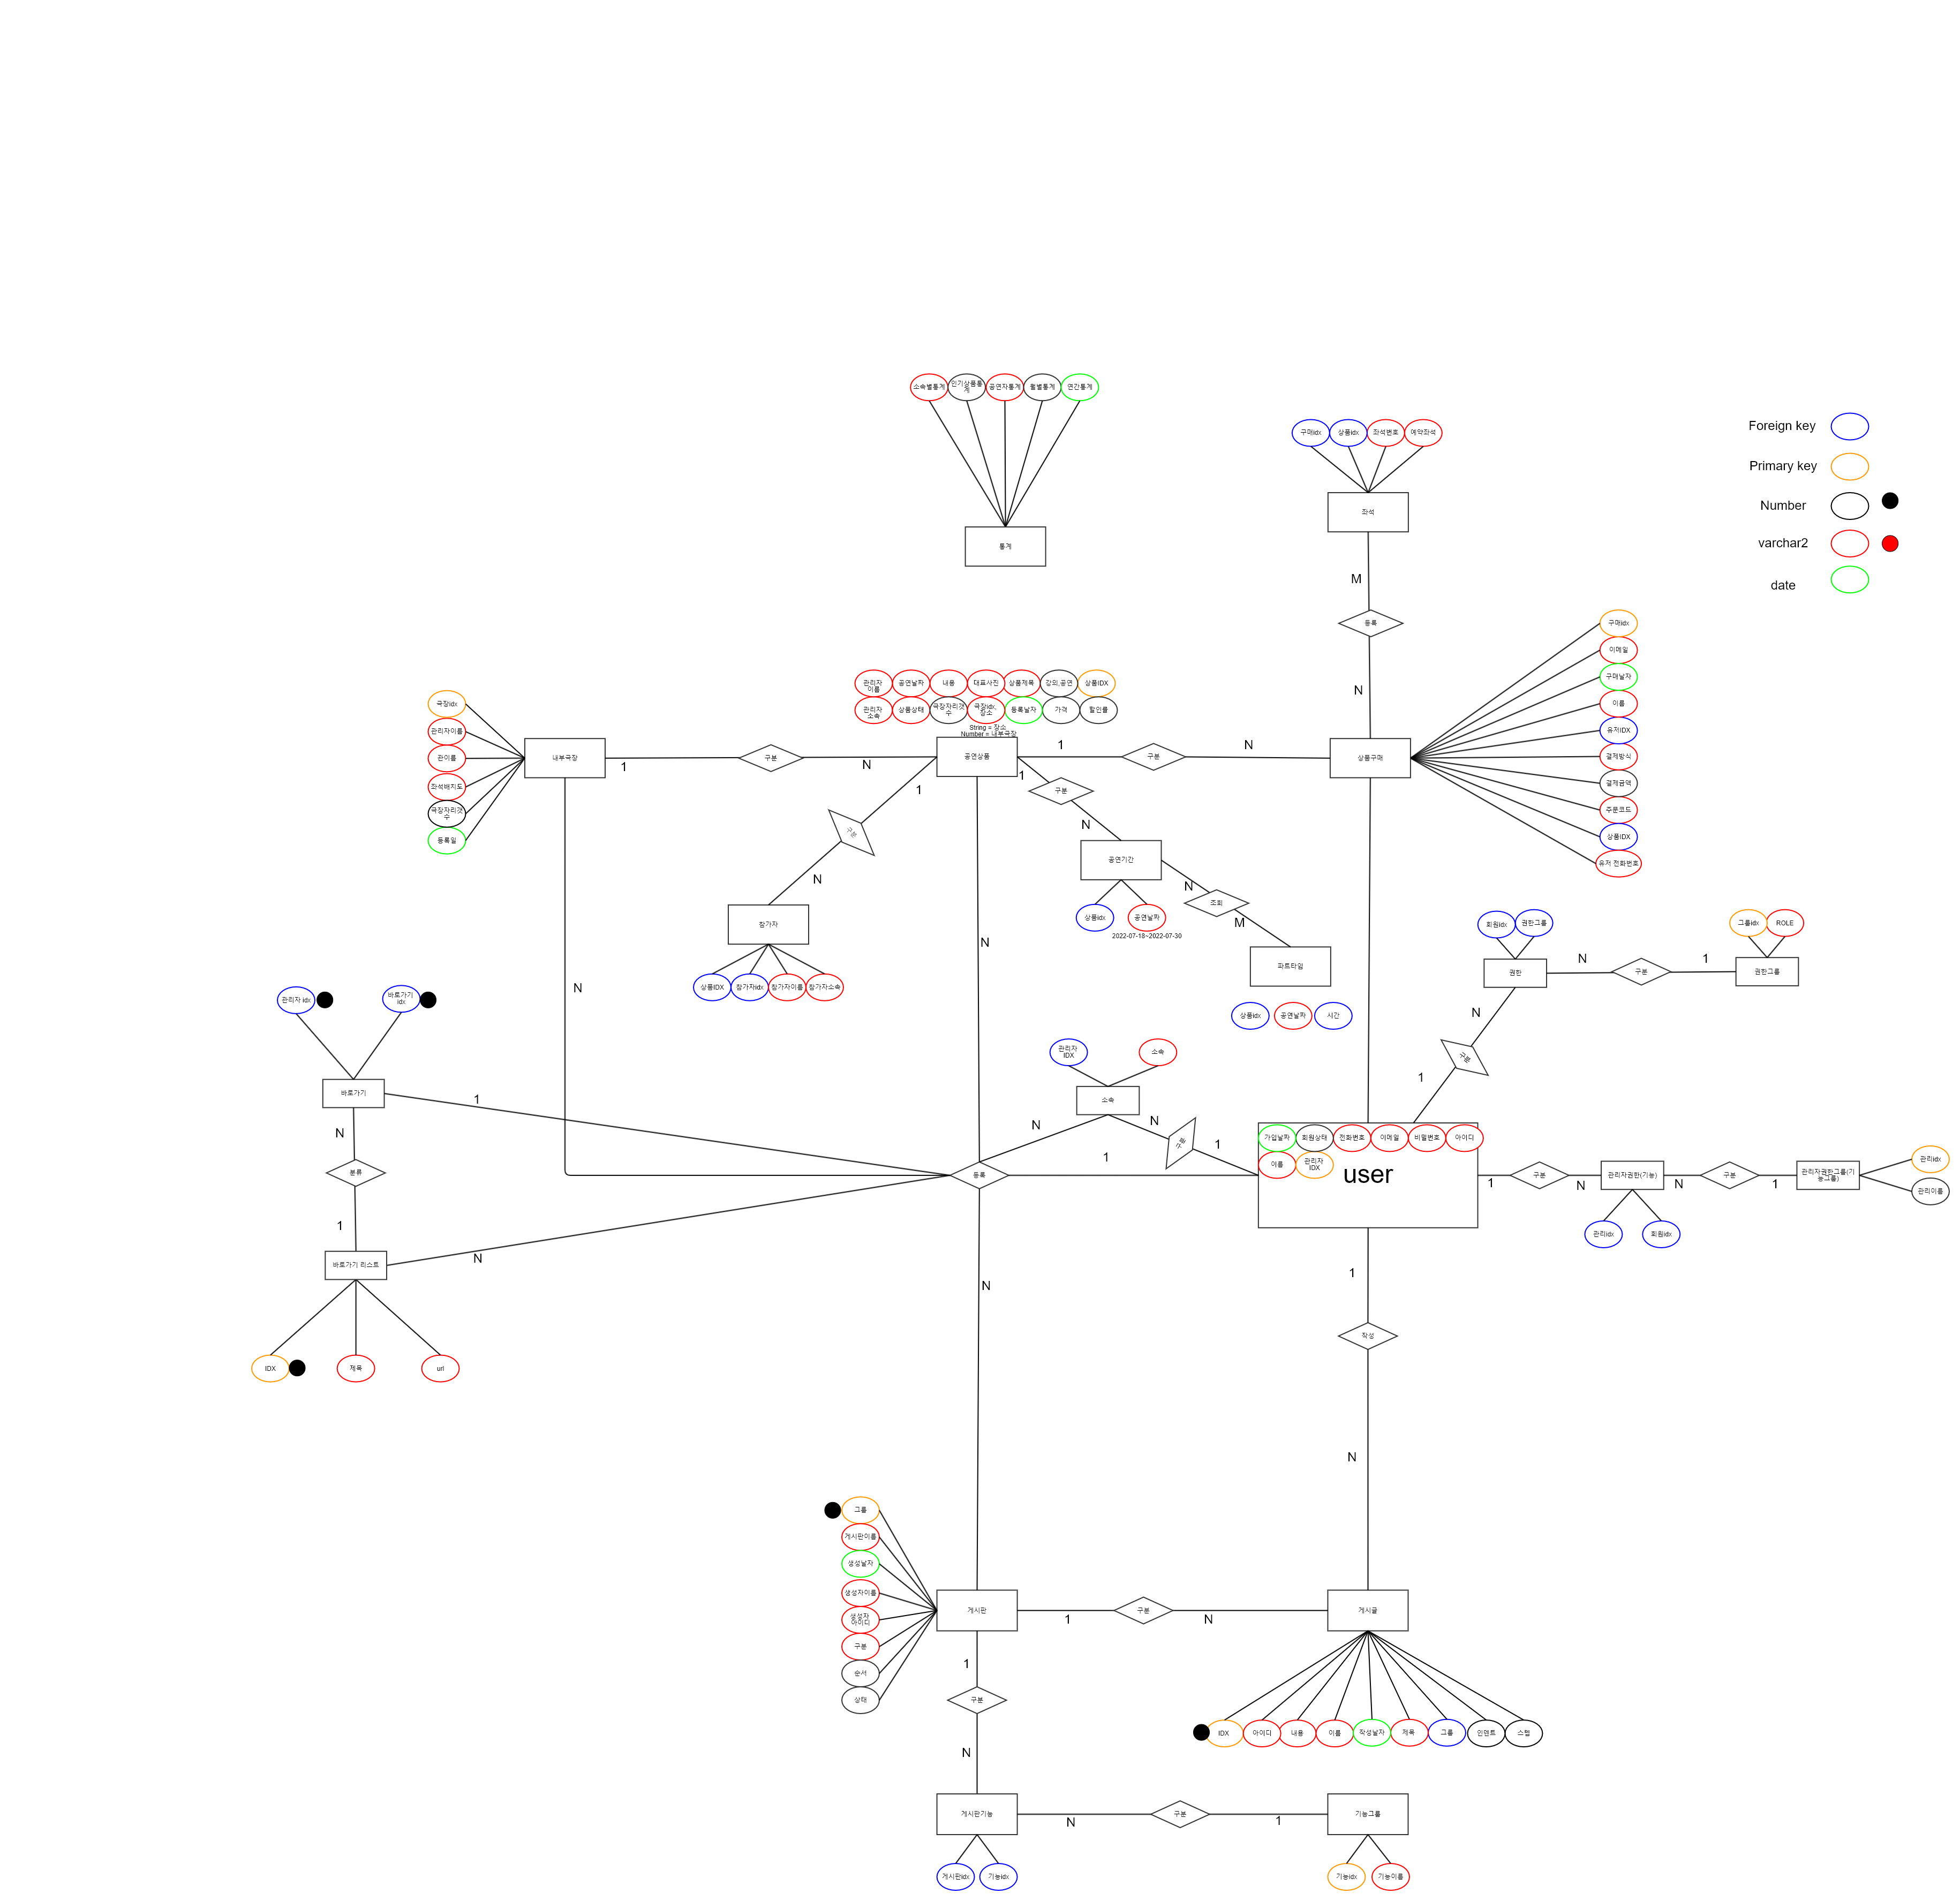 소속별통계
인기상품통
계
공연자통계
월별통계
연간통계
통계
구매idx
상품idx
좌석번호
예약좌석
좌석
M
등록
N
Foreign key
Primary key
Number
varchar2
date
구매idx
이메일
구매날자
이름
유저IDX
결제방식
결제금액
주문코드
상품IDX
유저 전화번호
상품구매
관리자
이름
공연날짜
내용
대표사진
상품제목
강의,공연
상품IDX
관리자
소속
상품상태
극장자리갯
수
극장idx,
장소
등록날자
가격
할인률
String = 장소
Number = 내부극장
공연상품
1
구분
N
극장idx
관리자이름
관이름
좌석배지도
극장자리갯
수
등록일
내부극장
1
구분
N
1
구분
N
참가자
상품IDX
참가자idx
참가자이름
참가자소속
1
구분
N
공연기간
상품idx
공연날짜
2022-07-18~2022-07-30
N
조회
M
파트타임
상품idx
공연날짜
시간
N
N
회원idx
권한그룹
권한
N
구분
1
그룹idx
ROLE
권한그룹
N
구분
1
관리자 idx
바로가기
idx
바로가기
1
N
분류
1
바로가기 리스트
N
IDX
제목
url
관리자
IDX
소속
소속
N
N
구분
1
1
등록
가입날짜
회원상태
전화번호
이메일
비밀번호
아이디
이름
관리자
IDX
user
1
구분
N
관리자권한(기능)
N
구분
1
관리자권한그룹(기
능그룹)
관리idx
관리이름
관리idx
회원idx
1
작성
N
N
그룹
게시판이름
생성날자
생성자이름
생성자
아이디
구분
순서
상태
게시판
1
구분
N
게시글
IDX
아이디
내용
이름
작성날자
제목
그룹
인덴트
스텝
1
구분
N
게시판기능
N
구분
1
기능그룹
게시판idx
기능idx
기능idx
기능이름